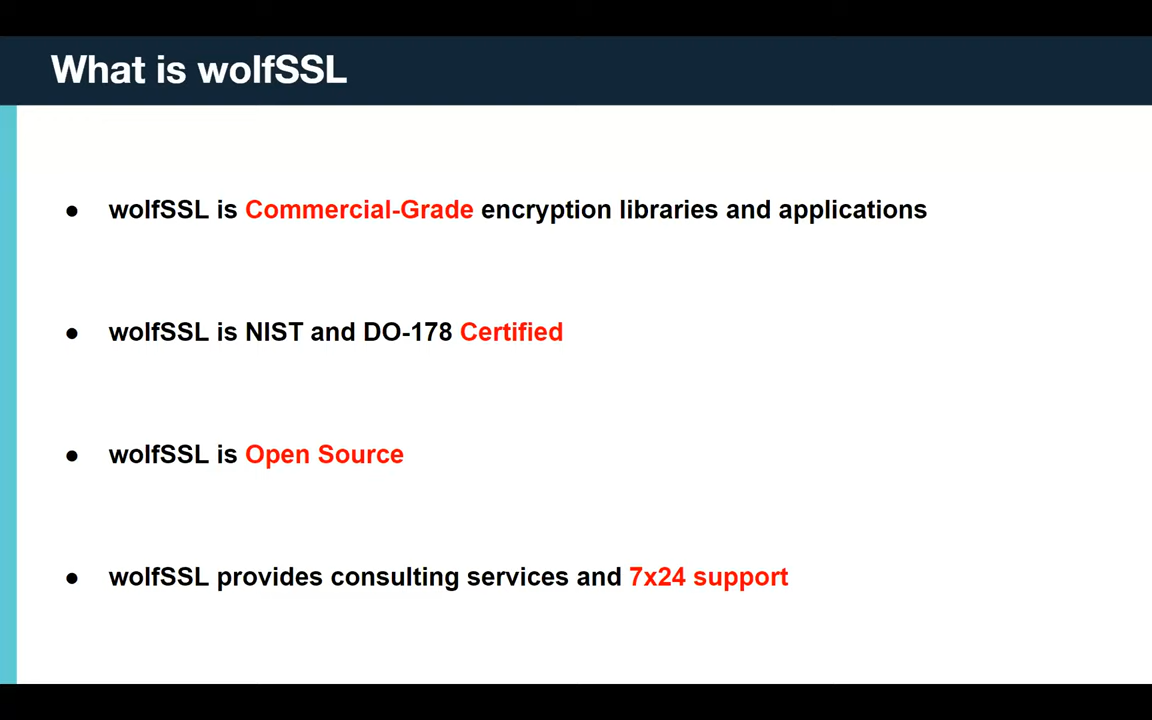 What is wolfSSL
● wolfSSL is Commercial-Grade encryption libraries and applications
● wolfSSL is NIST and DO-178 Certified
● wolfSSL is Open Source
● wolfSSL provides consulting services and 7x24 support